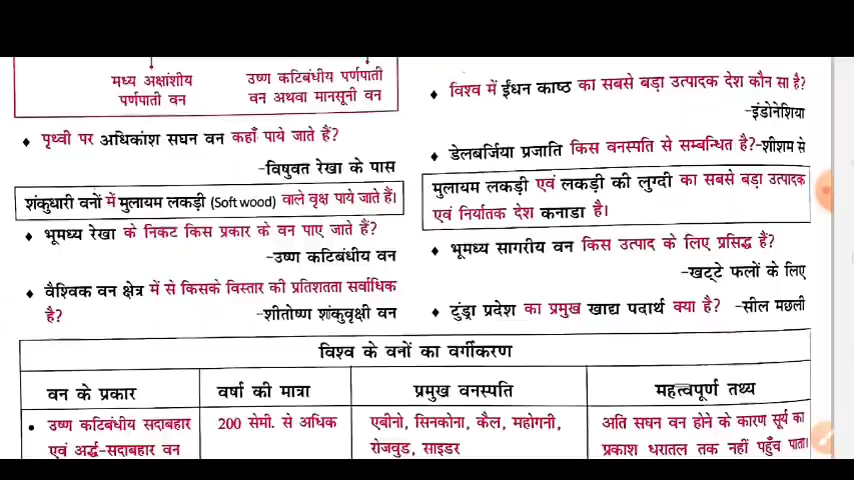 मध्य अक्षांशीय
पर्णपाती वन
उष्ण कटिबंधीय पर्णपाती
वन अथवा मानसूनी वन
♦ पृथ्वी पर अधिकांश सघन वन कहाँ पाये जाते हैं?
-विषुवत रेखा के पास
शंकुधारी वनों में मुलायम लकड़ी (Soft wood) वाले वृक्ष पाये जाते हैं।
♦ भूमध्य रेखा के निकट किस प्रकार के वन पाए जाते हैं?
-उष्ण कटिबंधीय वन
♦ वैश्विक वन क्षेत्र में से किसके विस्तार की प्रतिशतता सर्वाधिक
है? -शीतोष्ण शंकुवृक्षी वन
♦ विश्व में ईंधन काष्ठ का सबसे बड़ा उत्पादक देश कौन सा है?
-इंडोनेशिया
♦ डेलबर्जिया प्रजाति किस वनस्पति से सम्बन्धित है?-शीशम से
मुलायम लकड़ी एवं लकड़ी की लुग्दी का सबसे बड़ा उत्पादक
एवं निर्यातक देश कनाडा है।
♦ भूमध्य सागरीय वन किस उत्पाद के लिए प्रसिद्ध हैं?
-खट्टे फलों के लिए
♦ टुंड्रा प्रदेश का प्रमुख खाद्य पदार्थ क्या है? -सील मछली
विश्व के वनों का वर्गीकरण
वन के प्रकार वर्षा की मात्रा प्रमुख वनस्पति महत्वपूर्ण तथ्य
• उष्ण कटिबंधीय सदाबहार
एवं अर्द्ध-सदाबहार वन
200 सेमी. से अधिक
एबीनो, सिनकोना, कैल, महोगनी,
रोजवुड, साइडर
अति सघन वन होने के कारण सूर्य का
प्रकाश धरातल तक नहीं पहुँच पाता।